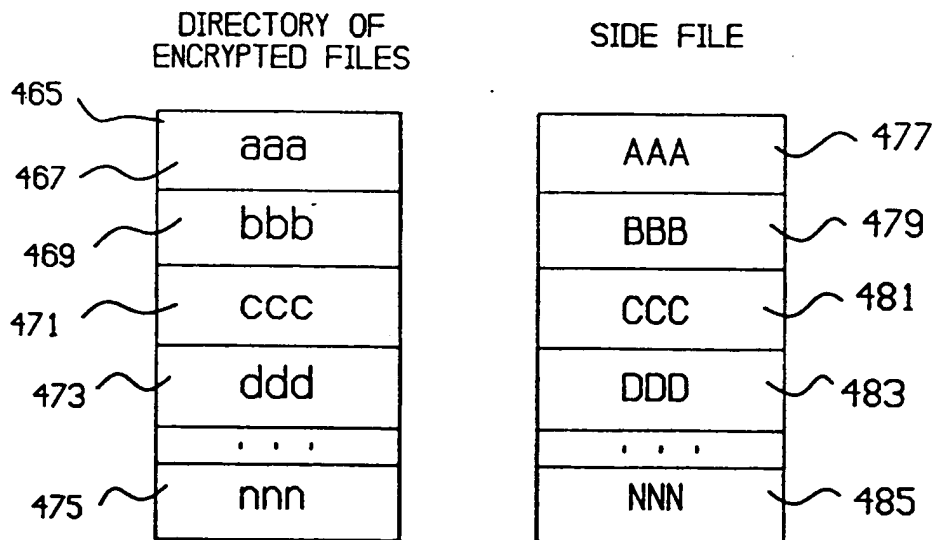 DIRECTORY OF
ENCRYPTED FILES
465
aaa
467
bbb
469
ccc
471
ddd
473
. . .
nnn
475
SIDE FILE
AAA
477
BBB
479
CCC
481
DDD
483
. . .
NNN
485